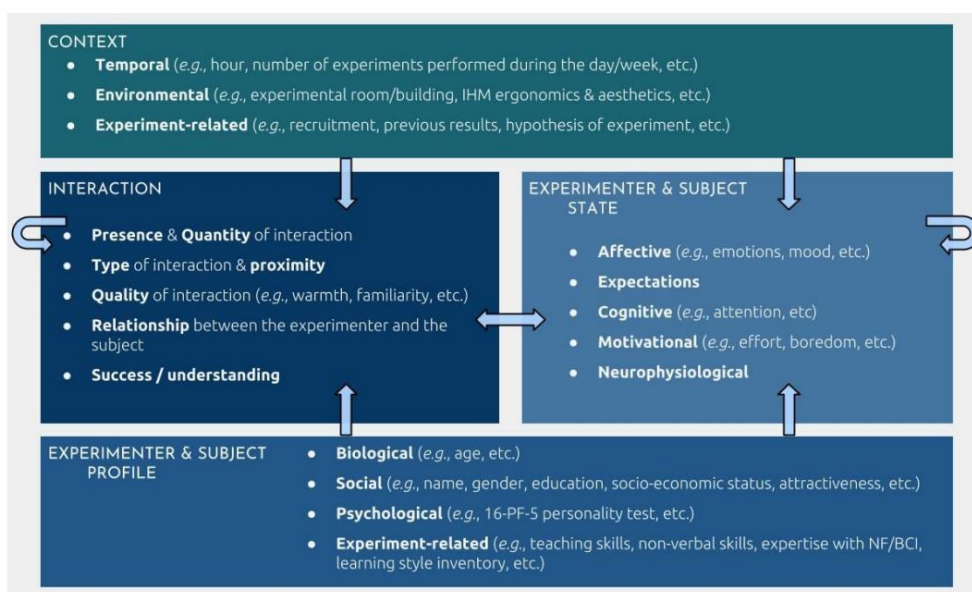 CONTEXT
● Temporal (e.g., hour, number of experiments performed during the day/week, etc.)
● Environmental (e.g., experimental room/building, IHM ergonomics & aesthetics, etc.)
● Experiment-related (e.g., recruitment, previous results, hypothesis of experiment, etc.)
INTERACTION
● Presence & Quantity of interaction
● Type of interaction & proximity
● Quality of interaction (e.g., warmth, familiarity, etc.)
● Relationship between the experimenter and the
subject
● Success / understanding
EXPERIMENTER & SUBJECT
STATE
● Affective (e.g., emotions, mood, etc.)
● Expectations
● Cognitive (e.g., attention, etc)
● Motivational (e.g., effort, boredom, etc.)
● Neurophysiological
EXPERIMENTER & SUBJECT
PROFILE
● Biological (e.g., age, etc.)
● Social (e.g., name, gender, education, socio-economic status, attractiveness, etc.)
● Psychological (e.g., 16-PF-5 personality test, etc.)
● Experiment-related (e.g., teaching skills, non-verbal skills, expertise with NF/BCI,
learning style inventory, etc.)